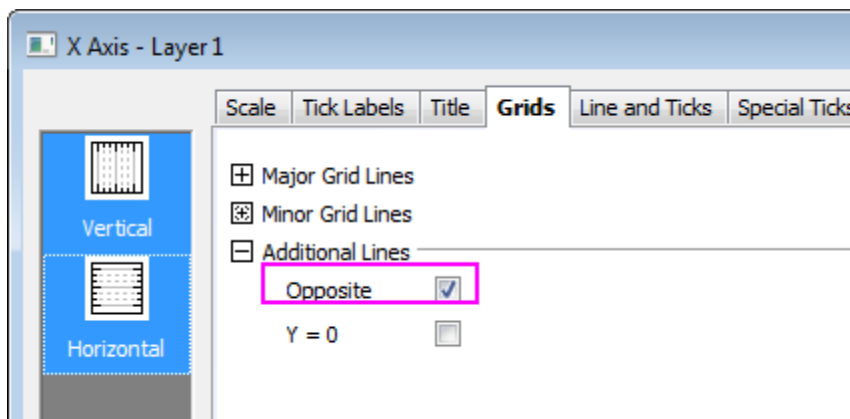 X Axis - Layer 1
Scale Tick Labels Title Grids Line and Ticks Special Ticks
Vertical
Horizontal
Major Grid Lines
Minor Grid Lines
Additional Lines
Opposite
Y = 0